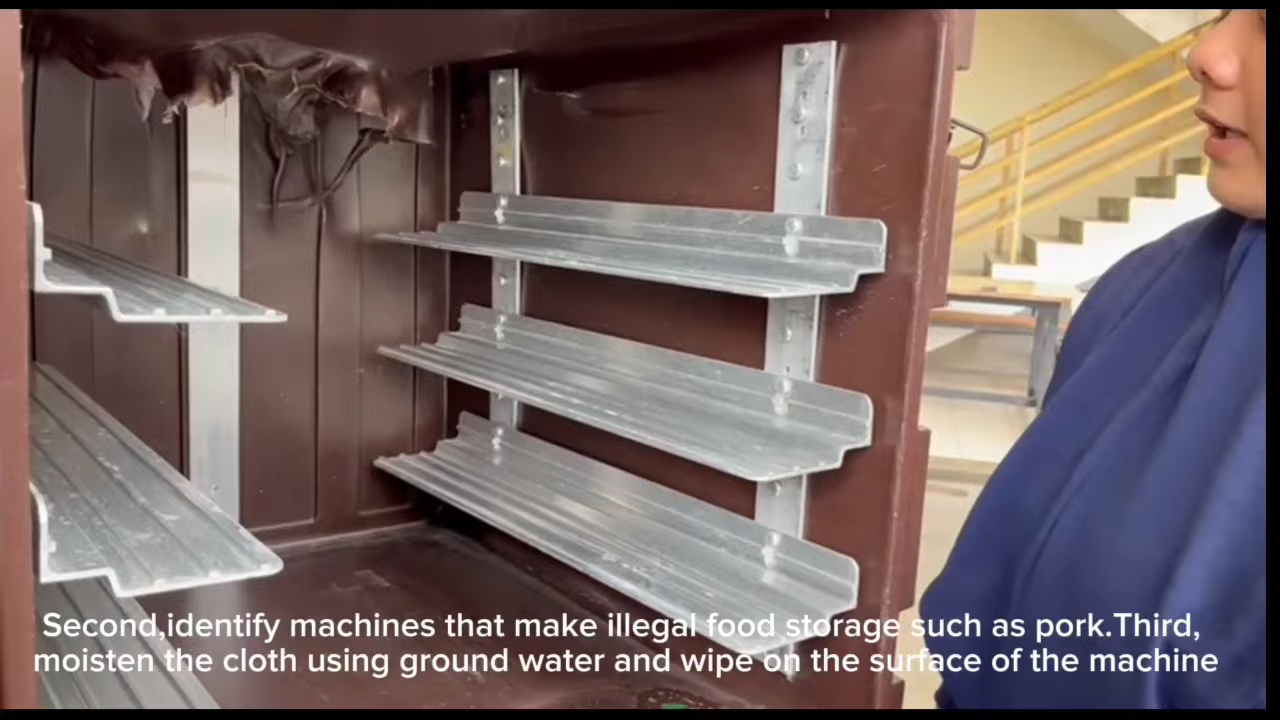 Second,identify machines that make illegal food storage such as pork.Third,
moisten the cloth using ground water and wipe on the surface of the machine